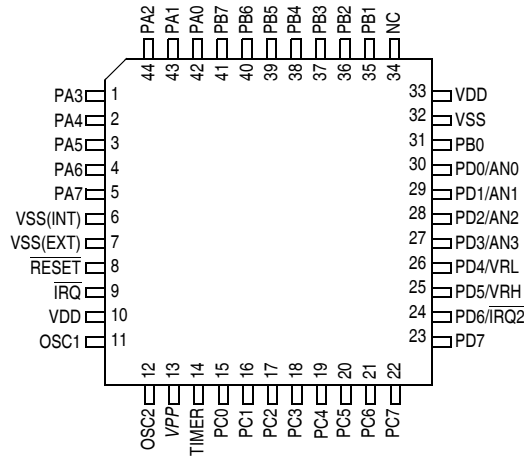 PA2 PA1 PA0 PB7 PB6 PB5 PB4 PB3 PB2 PB1 NC
44 43 42 41 40 39 38 37 36 35 34
PA3 1 33 VDD
PA4 2 32 VSS
PA5 3 31 PB0
PA6 4 30 PD0/AN0
PA7 5 29 PD1/AN1
VSS(INT) 6 28 PD2/AN2
VSS(EXT) 7 27 PD3/AN3
RESET 8 26 PD4/VRL
IRQ 9 25 PD5/VRH
VDD 10 24 PD6/IRQ2
OSC1 11 23 PD7
12 13 14 15 16 17 18 19 20 21 22
OSC2 VPP TIMER PC0 PC1 PC2 PC3 PC4 PC5 PC6 PC7